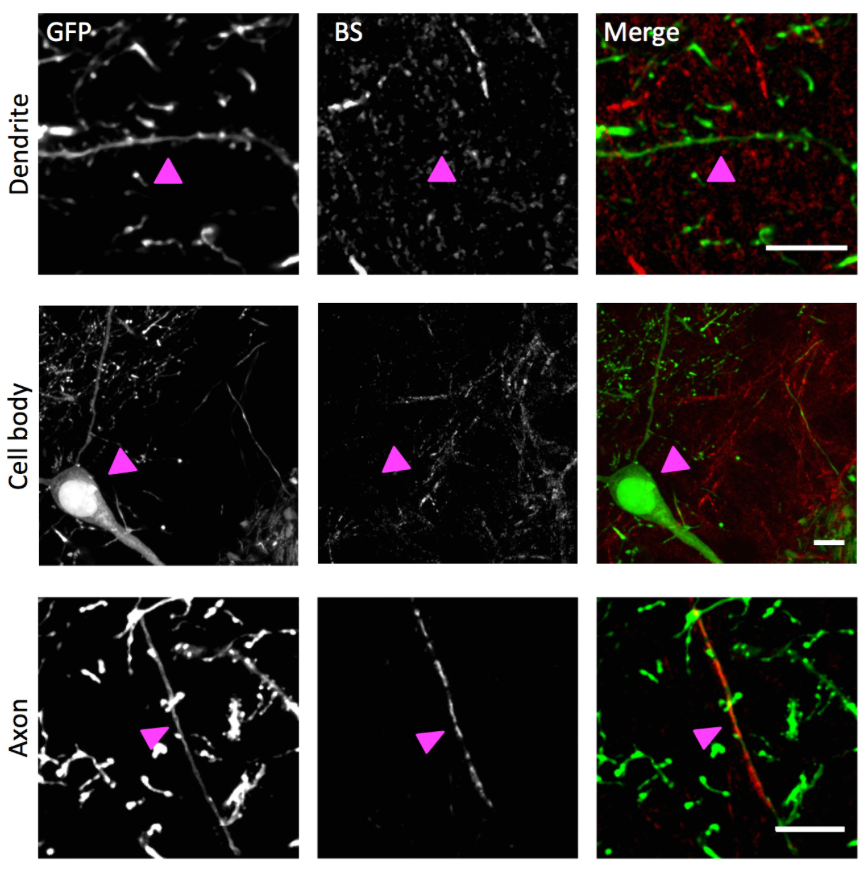 GFP BS Merge
Dendrite
Cell body
Axon